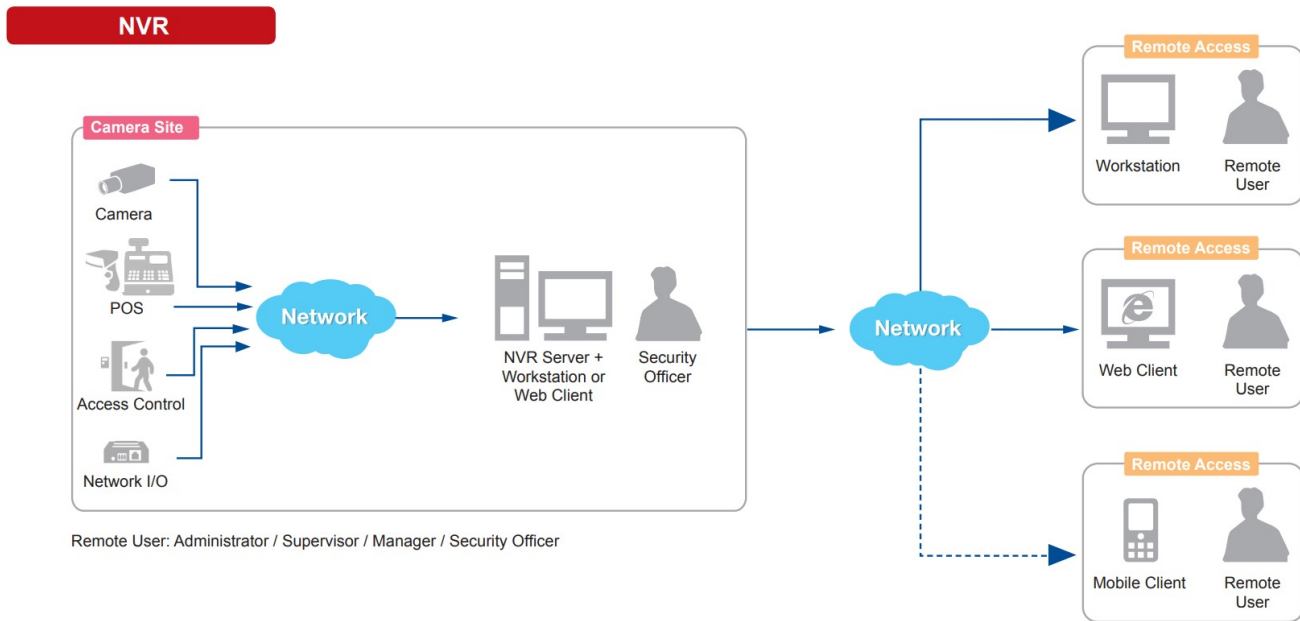 NVR
Camera Site
Camera
POS
Access Control
Network I/O
Network
NVR Server +
Workstation or
Web Client
Security
Officer
Remote User: Administrator / Supervisor / Manager / Security Officer
Network
Remote Access
Workstation
Remote
User
Remote Access
Web Client
Remote
User
Remote Access
Mobile Client
Remote
User